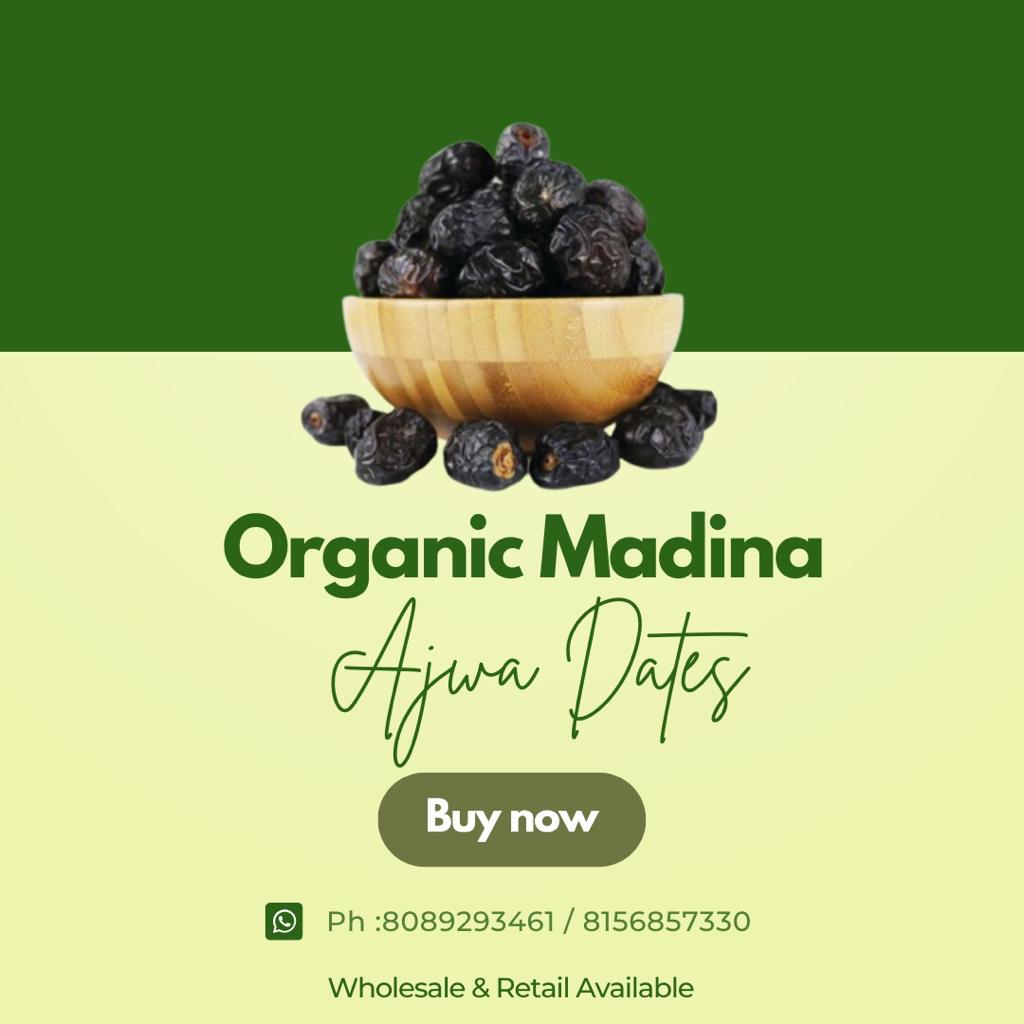 Organic Madina
Ajwa Dates
Buy now
Ph :8089293461 / 8156857330
Wholesale & Retail Available